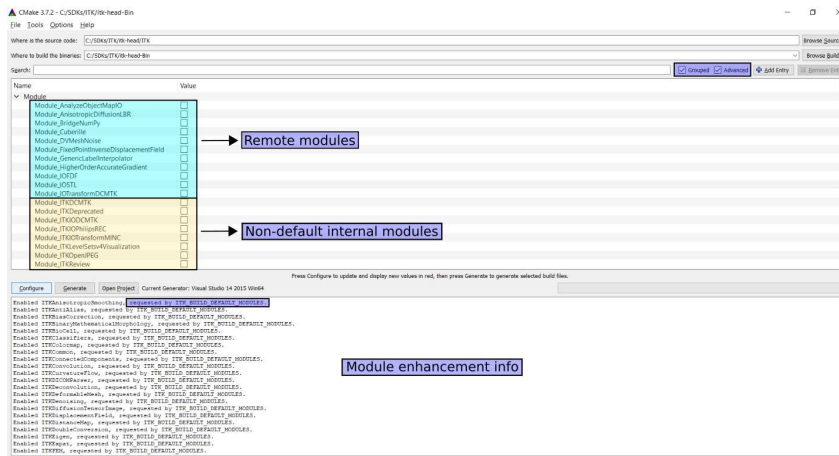 CMake 3.7.2 - C:/SDKs/ITK/itk-head-Bin
File Tools Options Help
Where is the source code: C:/SDKs/ITK/itk-head/ITK Browse Sourc
Where to build the binaries: C:/SDKs/ITK/itk-head-Bin Browse Build
Search: Grouped Advanced Add Entry Remove Ent
Name Value
Module
Module_AnalyzeObjectMapIO
Module_AnisotropicDiffusionLBR
Module_BridgeNumPy
Module_Cuberille
Module_DVMeshNoise
Module_FixedPointInverseDisplacementField
Module_GenericLabelInterpolator
Module_HigherOrderAccurateGradient
Module_IOFDF
Module_IOSTL
Module_IOTransformDCMTK
Remote modules
Module_ITKDCMTK
Module_ITKDeprecated
Module_ITKIODCMTK
Module_ITKIOPhilipsREC
Module_ITKIOTransformMINC
Module_ITKLevelSetsv4Visualization
Module_ITKOpenJPEG
Module_ITKReview
Non-default internal modules
Press Configure to update and display new values in red, then press Generate to generate selected build files.
Configure Generate Open Project Current Generator: Visual Studio 14 2015 Win64
Enabled ITKAnisotropicSmoothing, requested by ITK_BUILD_DEFAULT_MODULES.
Enabled ITKAntiAlias, requested by ITK_BUILD_DEFAULT_MODULES.
Enabled ITKBiasCorrection, requested by ITK_BUILD_DEFAULT_MODULES.
Enabled ITKBinaryMathematicalMorphology, requested by ITK_BUILD_DEFAULT_MODULES.
Enabled ITKBioCell, requested by ITK_BUILD_DEFAULT_MODULES.
Enabled ITKClassifiers, requested by ITK_BUILD_DEFAULT_MODULES.
Enabled ITKColormap, requested by ITK_BUILD_DEFAULT_MODULES.
Enabled ITKCommon, requested by ITK_BUILD_DEFAULT_MODULES.
Enabled ITKConnectedComponents, requested by ITK_BUILD_DEFAULT_MODULES.
Enabled ITKConvolution, requested by ITK_BUILD_DEFAULT_MODULES.
Enabled ITKCurvatureFlow, requested by ITK_BUILD_DEFAULT_MODULES.
Enabled ITKDICOMParser, requested by ITK_BUILD_DEFAULT_MODULES.
Enabled ITKDeconvolution, requested by ITK_BUILD_DEFAULT_MODULES.
Enabled ITKDeformableMesh, requested by ITK_BUILD_DEFAULT_MODULES.
Enabled ITKDenoising, requested by ITK_BUILD_DEFAULT_MODULES.
Enabled ITKDiffusionTensorImage, requested by ITK_BUILD_DEFAULT_MODULES.
Enabled ITKDisplacementField, requested by ITK_BUILD_DEFAULT_MODULES.
Enabled ITKDistanceMap, requested by ITK_BUILD_DEFAULT_MODULES.
Enabled ITKDoubleConversion, requested by ITK_BUILD_DEFAULT_MODULES.
Enabled ITKEigen, requested by ITK_BUILD_DEFAULT_MODULES.
Enabled ITKExpat, requested by ITK_BUILD_DEFAULT_MODULES.
Enabled ITKFEM, requested by ITK_BUILD_DEFAULT_MODULES.
Module enhancement info